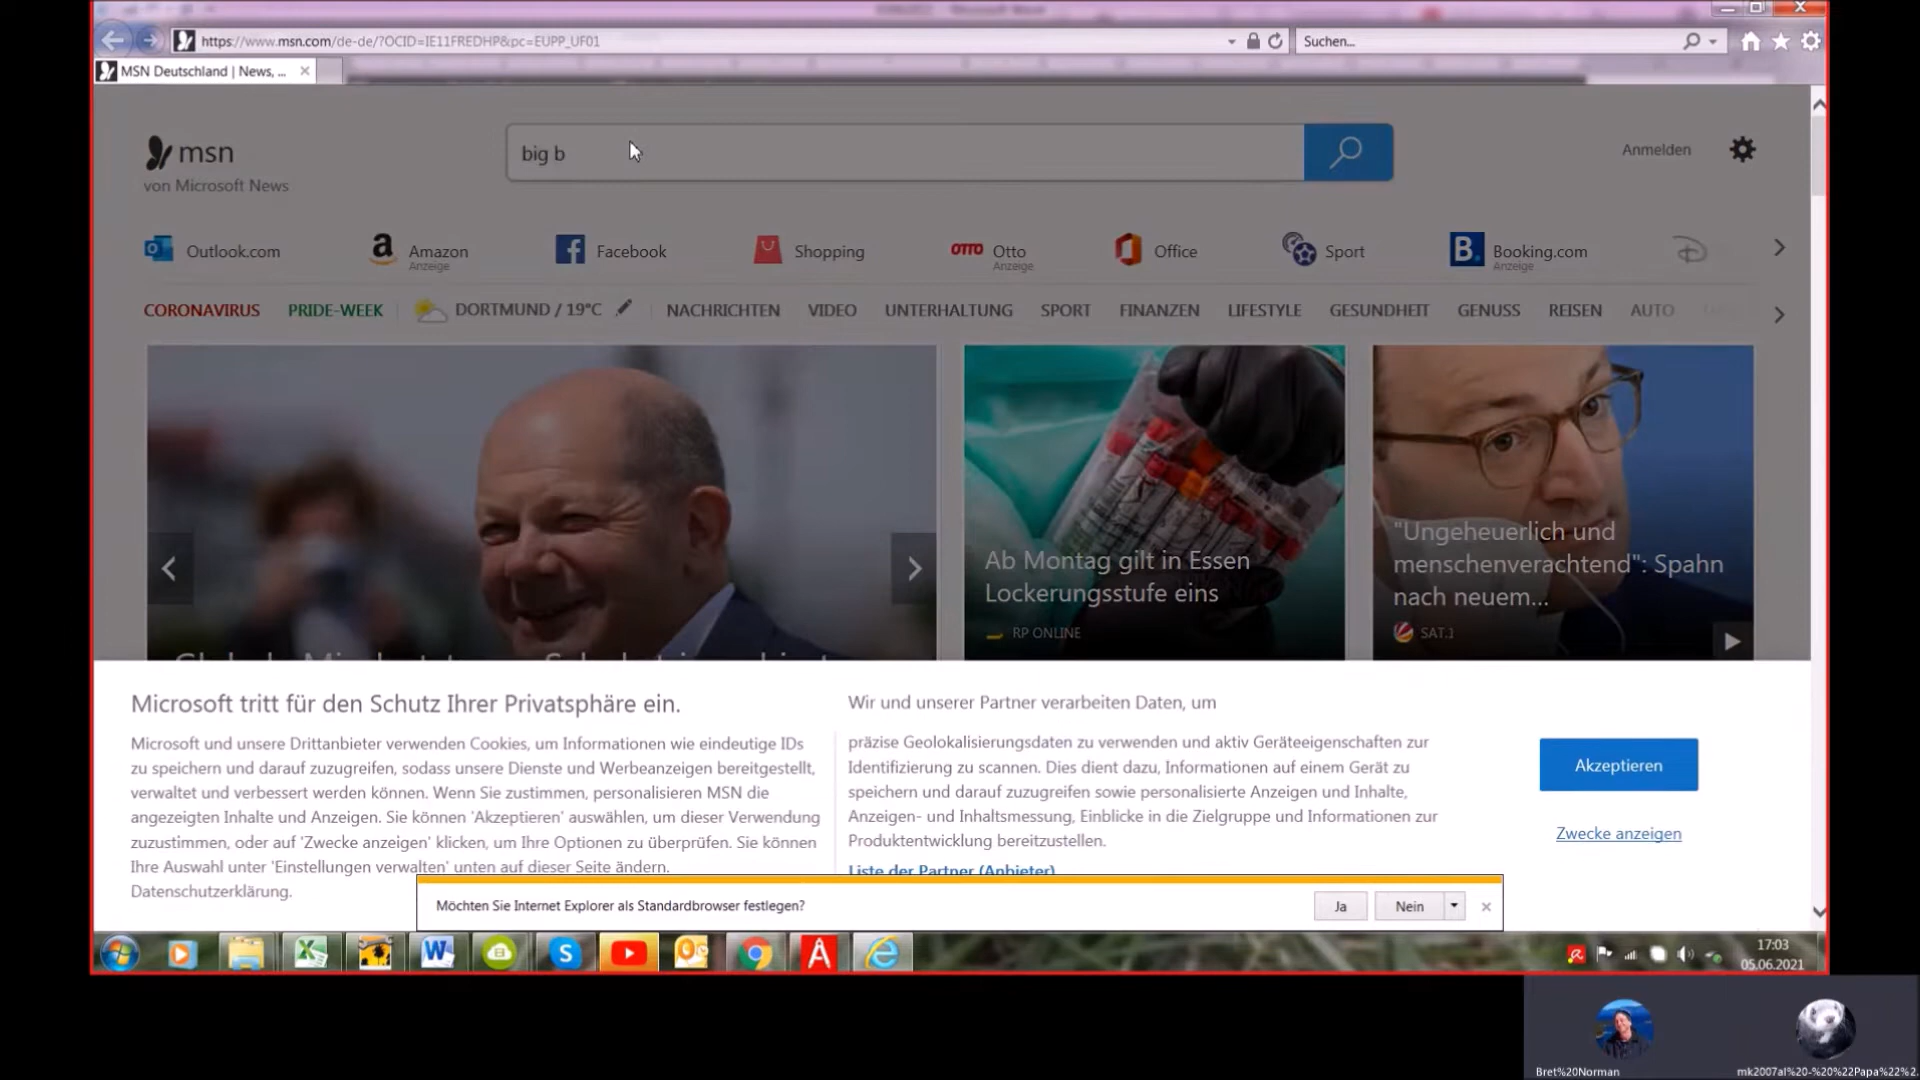 https://www.msn.com/de-de/?OCID=IE11FREDHP&pc=EUPP_UF01
Suchen...
MSN Deutschland | News, ...
msn
von Microsoft News
big b
Anmelden
Outlook.com
Amazon
Anzeige
Facebook
Shopping
OTTO
Otto
Anzeige
Office
Sport
B.
Booking.com
Anzeige
CORONAVIRUS
PRIDE-WEEK
DORTMUND / 19°C
NACHRICHTEN
VIDEO
UNTERHALTUNG
SPORT
FINANZEN
LIFESTYLE
GESUNDHEIT
GENUSS
REISEN
AUTO
Ab Montag gilt in Essen
Lockerungsstufe eins
RP ONLINE
"Ungeheuerlich und
menschenverachtend": Spahn
nach neuem...
SAT.1
Microsoft tritt für den Schutz Ihrer Privatsphäre ein.
Microsoft und unsere Drittanbieter verwenden Cookies, um Informationen wie eindeutige IDs
zu speichern und darauf zuzugreifen, sodass unsere Dienste und Werbeanzeigen bereitgestellt,
verwaltet und verbessert werden können. Wenn Sie zustimmen, personalisieren MSN die
angezeigten Inhalte und Anzeigen. Sie können 'Akzeptieren' auswählen, um dieser Verwendung
zuzustimmen, oder auf 'Zwecke anzeigen' klicken, um Ihre Optionen zu überprüfen. Sie können
Ihre Auswahl unter 'Einstellungen verwalten' unten auf dieser Seite ändern.
Datenschutzerklärung.
Wir und unserer Partner verarbeiten Daten, um
präzise Geolokalisierungsdaten zu verwenden und aktiv Geräteeigenschaften zur
Identifizierung zu scannen. Dies dient dazu, Informationen auf einem Gerät zu
speichern und darauf zuzugreifen sowie personalisierte Anzeigen und Inhalte,
Anzeigen- und Inhaltsmessung, Einblicke in die Zielgruppe und Informationen zur
Produktentwicklung bereitzustellen.
Liste der Partner (Anbieter)
Akzeptieren
Zwecke anzeigen
Möchten Sie Internet Explorer als Standardbrowser festlegen?
Ja
Nein
17:03
05.06.2021
Bret%20Norman
mk2007al%20-%20%22Papa%22%2.